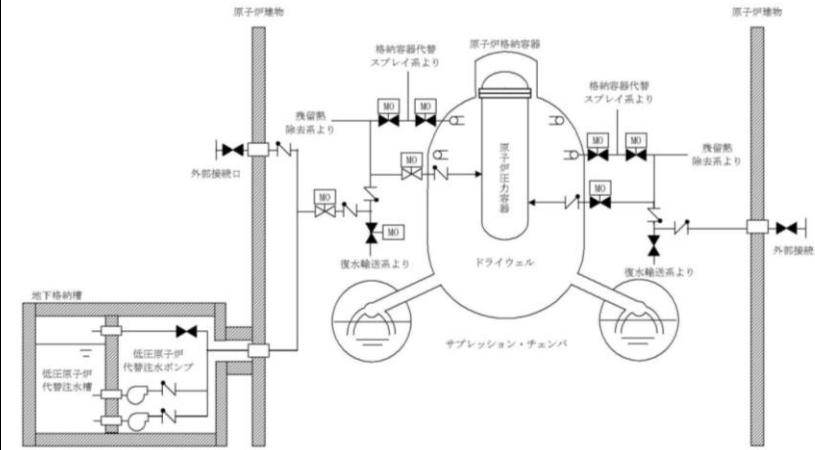 原子炉建物
原子炉建物
格納容器代替
スプレイ系より
原子炉格納容器
格納容器代替
スプレイ系より
MO
MO
残留熱
除去系より
MO
MO
残留熱
除去系より
外部接続口
MO
原子炉圧力容器
MO
MO
MO
復水輸送系より
ドライウェル
復水輸送系より
外部接続
地下格納槽
サプレッション・チェンバ
低圧原子炉
代替注水ポンプ
低圧原子炉
代替注水槽